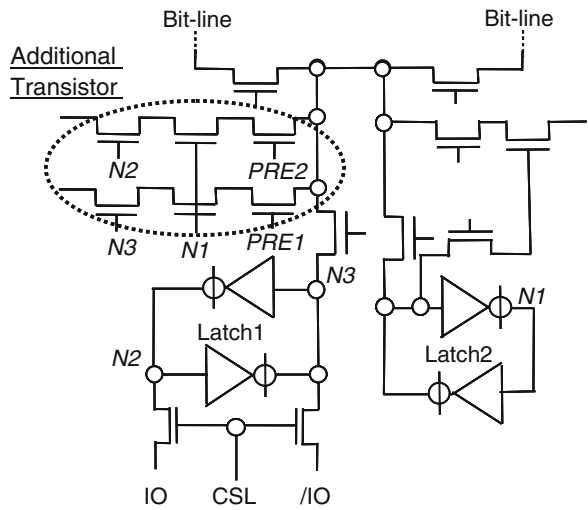 Bit-line
Bit-line
Additional
Transistor
N2
PRE2
N3
N1
PRE1
N3
N1
Latch1
N2
Latch2
IO
CSL
/IO